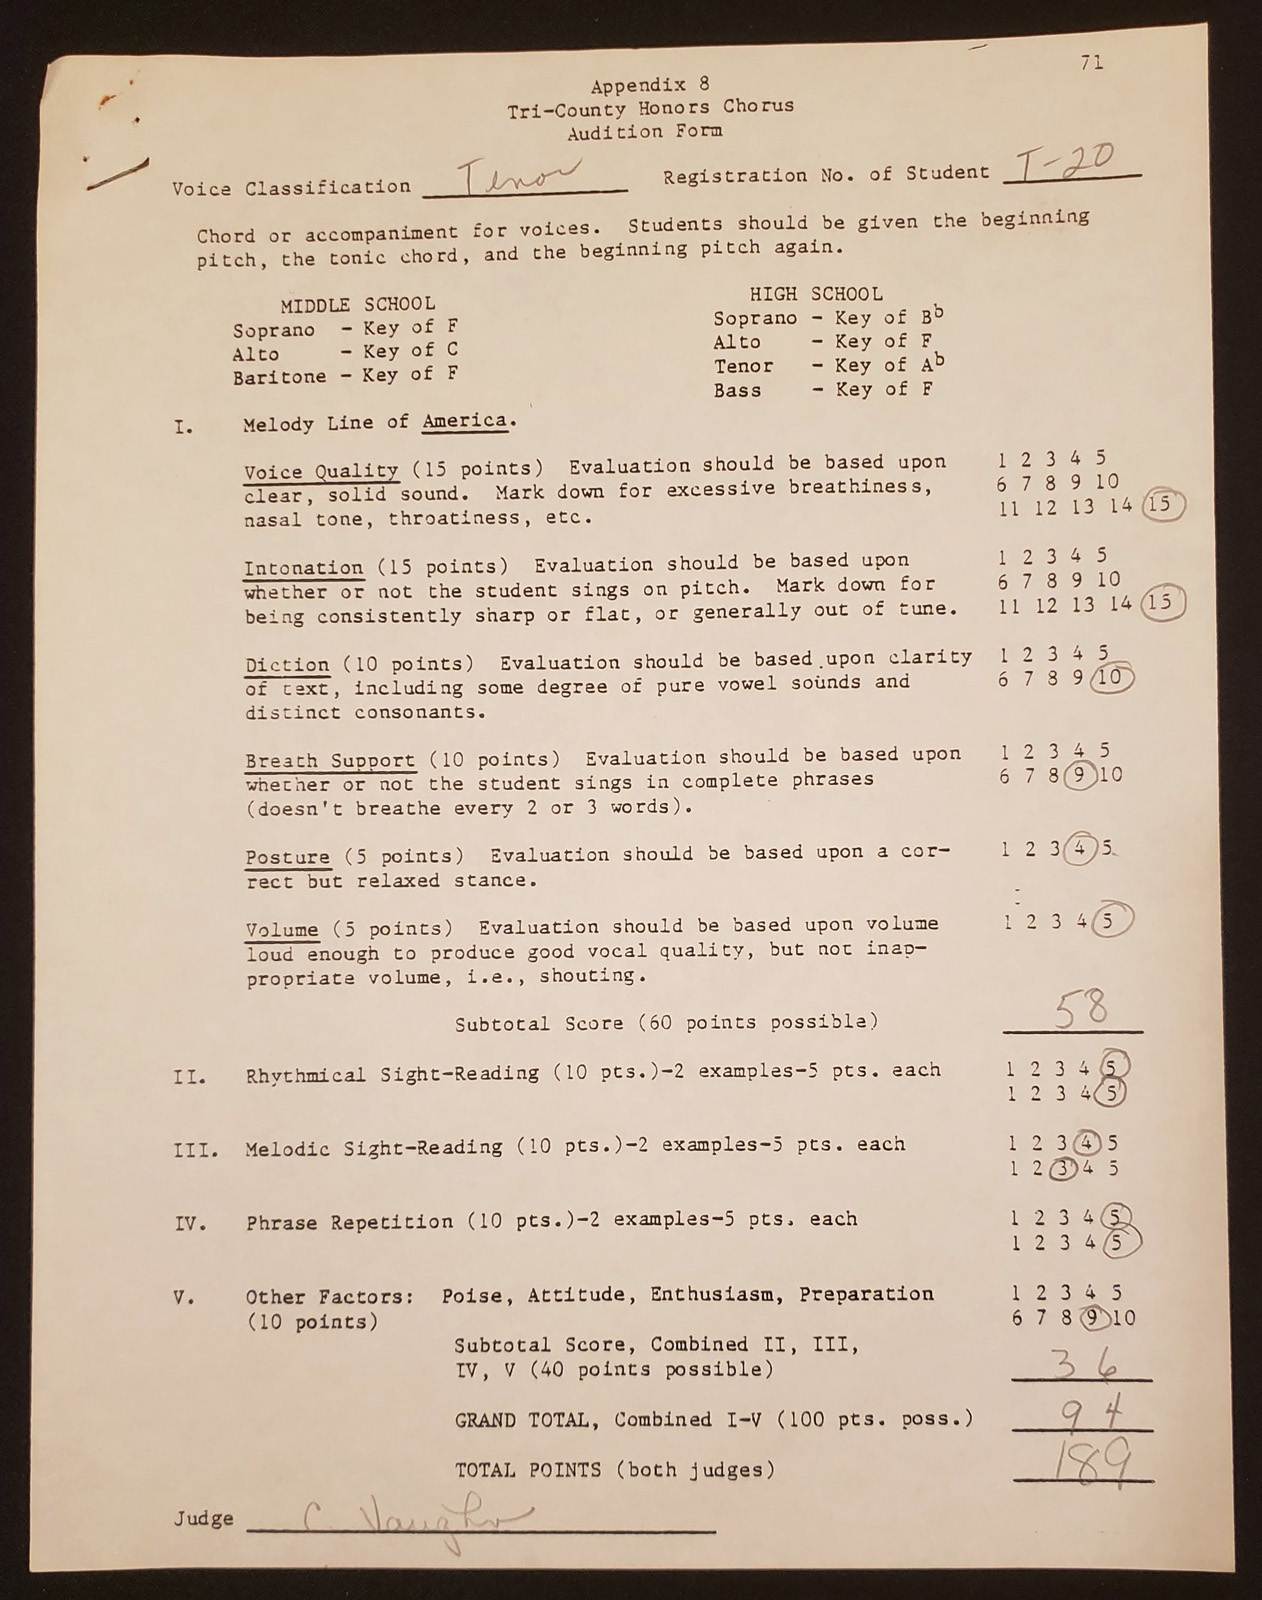 71
Appendix 8
Tri-County Honors Chorus
Audition Form
Voice Classification Tenor Registration No. of Student T-20
Chord or accompaniment for voices. Students should be given the beginning
pitch, the tonic chord, and the beginning pitch again.
MIDDLE SCHOOL
Soprano - Key of F
Alto - Key of C
Baritone - Key of F
HIGH SCHOOL
Soprano - Key of Bb
Alto - Key of F
Tenor - Key of Ab
Bass - Key of F
I. Melody Line of America.
Voice Quality (15 points) Evaluation should be based upon 1 2 3 4 5
clear, solid sound. Mark down for excessive breathiness, 6 7 8 9 10
nasal tone, throatiness, etc. 11 12 13 14 15
Intonation (15 points) Evaluation should be based upon 1 2 3 4 5
whether or not the student sings on pitch. Mark down for 6 7 8 9 10
being consistently sharp or flat, or generally out of tune. 11 12 13 14 15
Diction (10 points) Evaluation should be based upon clarity 1 2 3 4 5
of text, including some degree of pure vowel sounds and 6 7 8 9 10
distinct consonants.
Breath Support (10 points) Evaluation should be based upon 1 2 3 4 5
whether or not the student sings in complete phrases 6 7 8 9 10
(doesn't breathe every 2 or 3 words).
Posture (5 points) Evaluation should be based upon a cor- 1 2 3 4 5
rect but relaxed stance.
Volume (5 points) Evaluation should be based upon volume 1 2 3 4 5
loud enough to produce good vocal quality, but not inap-
propriate volume, i.e., shouting.
Subtotal Score (60 points possible) 58
II. Rhythmical Sight-Reading (10 pts.)-2 examples-5 pts. each 1 2 3 4 5
1 2 3 4 5
III. Melodic Sight-Reading (10 pts.)-2 examples-5 pts. each 1 2 3 4 5
1 2 3 4 5
IV. Phrase Repetition (10 pts.)-2 examples-5 pts. each 1 2 3 4 5
1 2 3 4 5
V. Other Factors: Poise, Attitude, Enthusiasm, Preparation 1 2 3 4 5
(10 points) 6 7 8 9 10
Subtotal Score, Combined II, III,
IV, V (40 points possible) 36
GRAND TOTAL, Combined I-V (100 pts. poss.) 94
TOTAL POINTS (both judges) 189
Judge C. Vaughn